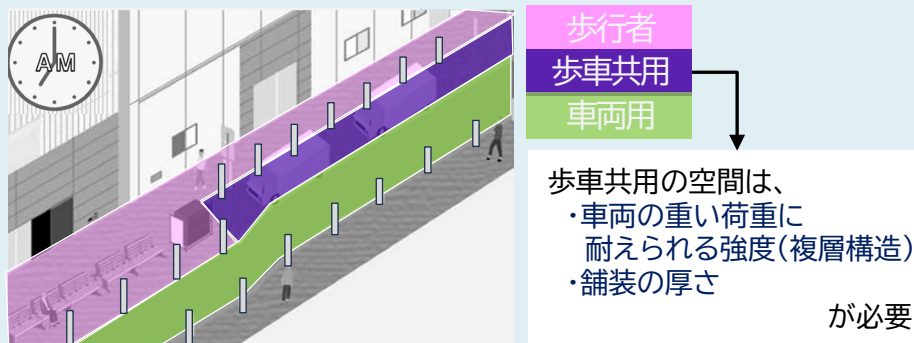 AM
歩行者
歩車共用
車両用
歩車共用の空間は、
・車両の重い荷重に
耐えられる強度(複層構造)
・舗装の厚さ
が必要